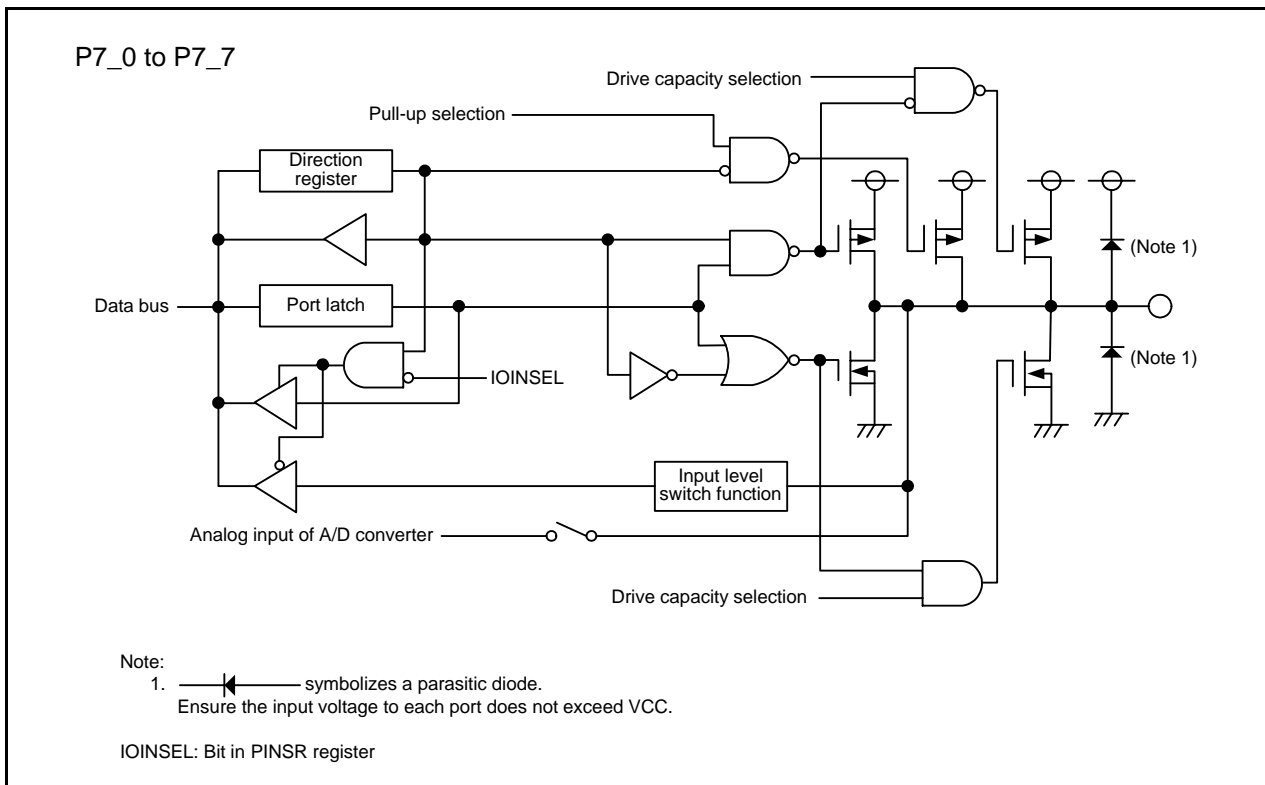 P7_0 to P7_7
Drive capacity selection
Pull-up selection
Direction
register
(Note 1)
Data bus
Port latch
(Note 1)
IOINSEL
Input level
switch function
Analog input of A/D converter
Drive capacity selection
Note:
1. symbolizes a parasitic diode.
Ensure the input voltage to each port does not exceed VCC.
IOINSEL: Bit in PINSR register